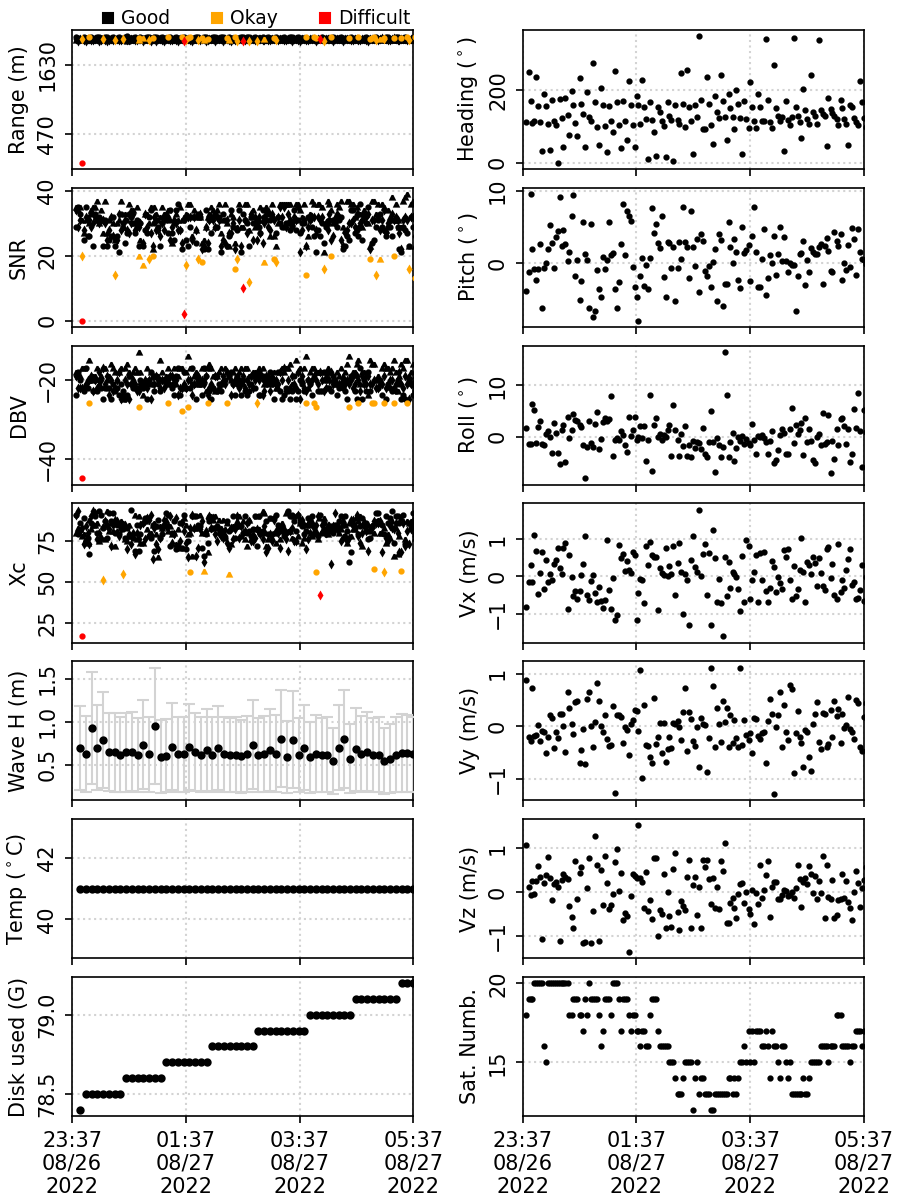 Good Okay Difficult
Range (m)
1630
470
Heading (°)
200
0
SNR
40
20
0
Pitch (°)
10
0
DBV
−20
−40
Roll (°)
10
0
Xc
75
50
25
Vx (m/s)
1
0
−1
Wave H (m)
1.5
1.0
0.5
Vy (m/s)
1
0
−1
Temp (°C)
42
40
Vz (m/s)
1
0
−1
Disk used (G)
79.0
78.5
Sat. Numb.
20
15
23:37 01:37 03:37 05:37
08/26 08/27 08/27 08/27
2022 2022 2022 2022
23:37 01:37 03:37 05:37
08/26 08/27 08/27 08/27
2022 2022 2022 2022